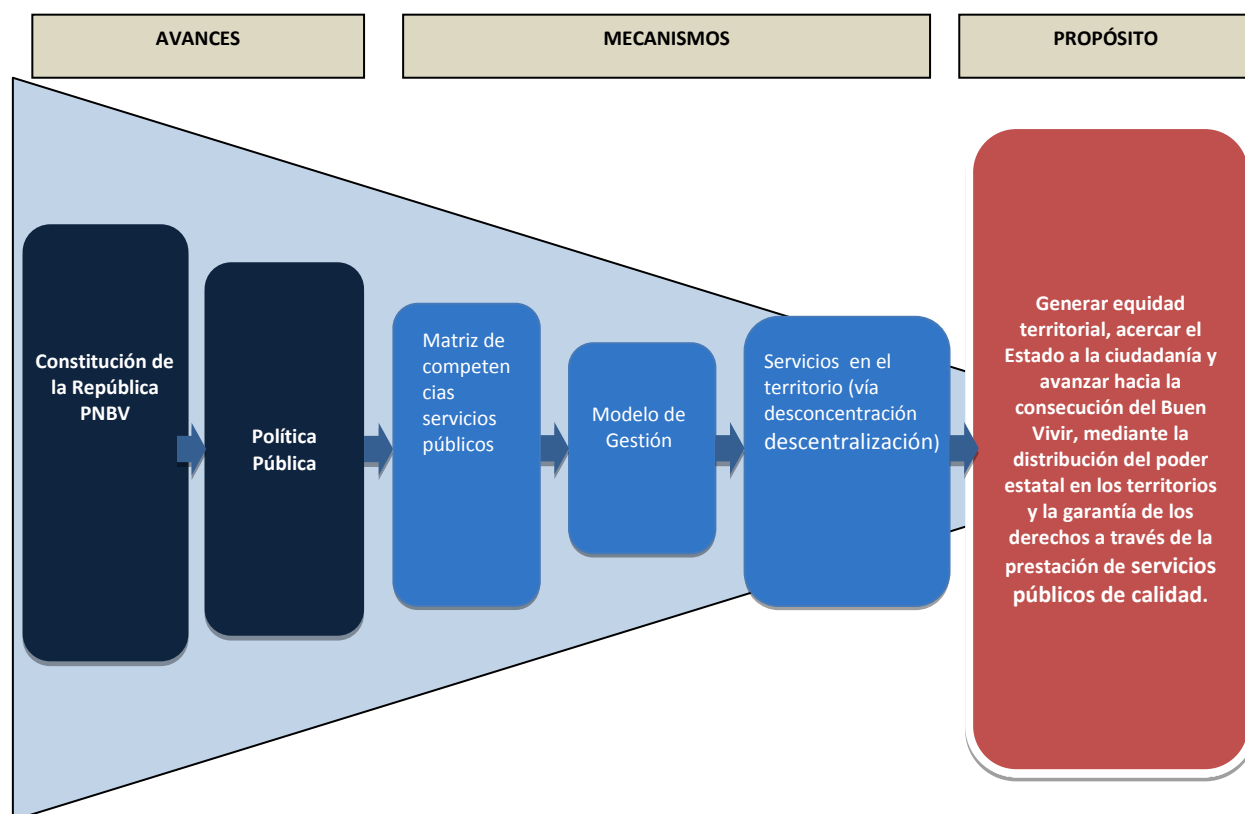 AVANCES
MECANISMOS
PROPÓSITO
Constitución de
la República
PNBV
Política
Pública
Matriz de
competen
cias
servicios
públicos
Modelo de
Gestión
Servicios en el
territorio (vía
desconcentración
descentralización)
Generar equidad
territorial, acercar el
Estado a la ciudadanía y
avanzar hacia la
consecución del Buen
Vivir, mediante la
distribución del poder
estatal en los territorios
y la garantía de los
derechos a través de la
prestación de servicios
públicos de calidad.